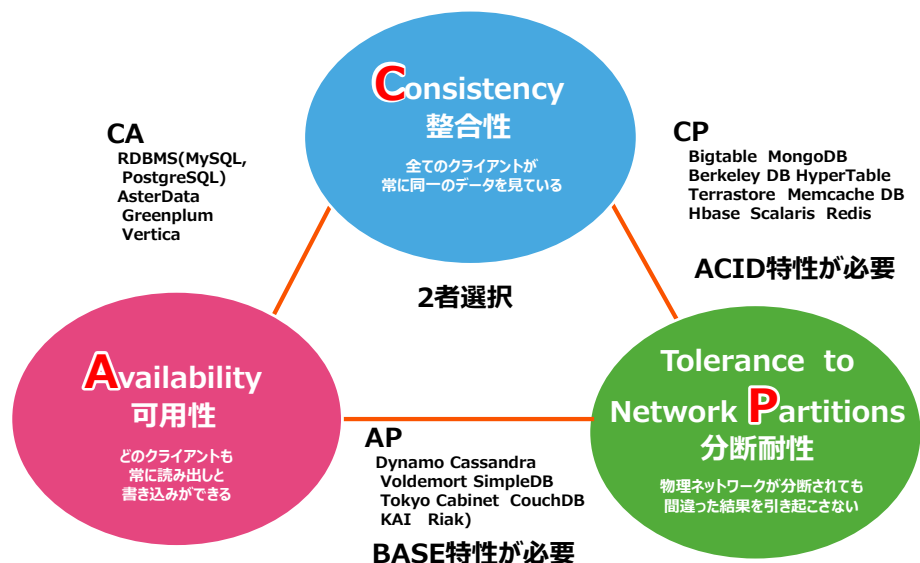 Consistency
整合性
全てのクライアントが
常に同一のデータを見ている
CA
RDBMS(MySQL,
PostgreSQL)
AsterData
Greenplum
Vertica
CP
Bigtable MongoDB
Berkeley DB HyperTable
Terrastore Memcache DB
Hbase Scalaris Redis
ACID特性が必要
2者選択
Availability
可用性
どのクライアントも
常に読み出しと
書き込みができる
Tolerance to
Network Partitions
分断耐性
物理ネットワークが分断されても
間違った結果を引き起こさない
AP
Dynamo Cassandra
Voldemort SimpleDB
Tokyo Cabinet CouchDB
KAI Riak)
BASE特性が必要